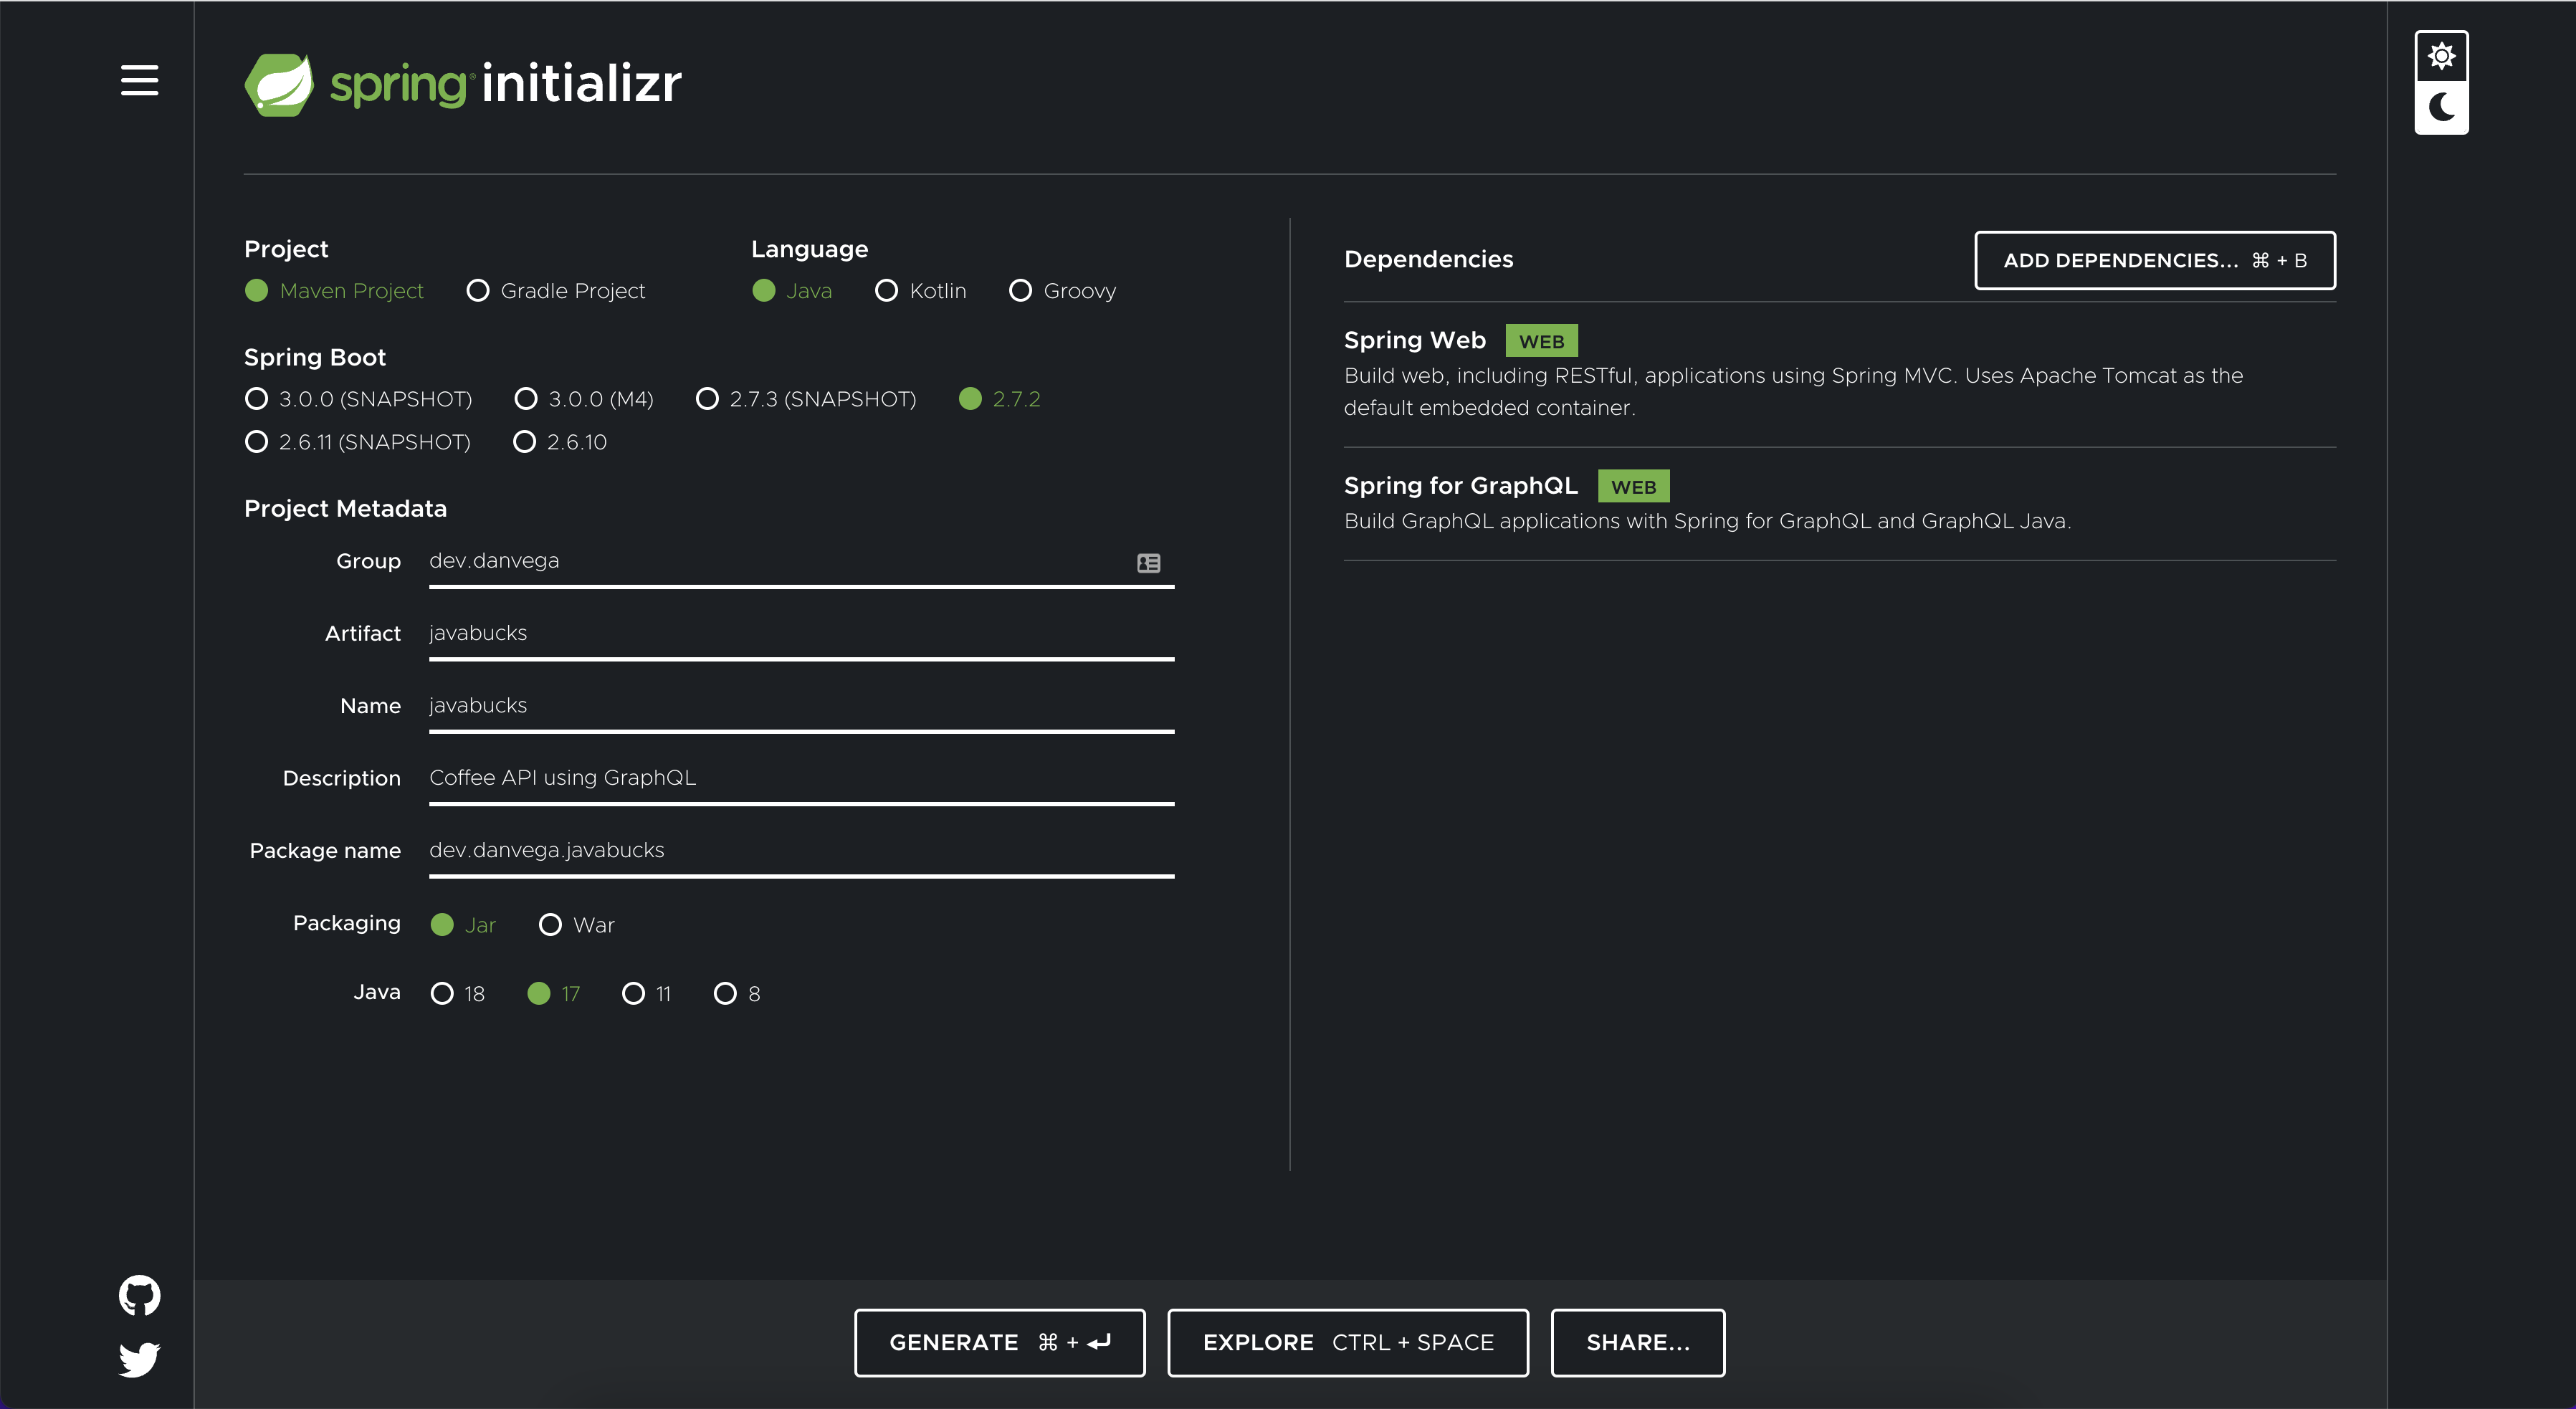 spring initializr
Project
Maven Project Gradle Project
Language
Java Kotlin Groovy
Spring Boot
3.0.0 (SNAPSHOT) 3.0.0 (M4) 2.7.3 (SNAPSHOT) 2.7.2
2.6.11 (SNAPSHOT) 2.6.10
Project Metadata
Group dev.danvega
Artifact javabucks
Name javabucks
Description Coffee API using GraphQL
Package name dev.danvega.javabucks
Packaging Jar War
Java 18 17 11 8
Dependencies
ADD DEPENDENCIES... ⌘ + B
Spring Web WEB
Build web, including RESTful, applications using Spring MVC. Uses Apache Tomcat as the
default embedded container.
Spring for GraphQL WEB
Build GraphQL applications with Spring for GraphQL and GraphQL Java.
GENERATE ⌘ + ⏎
EXPLORE CTRL + SPACE
SHARE...